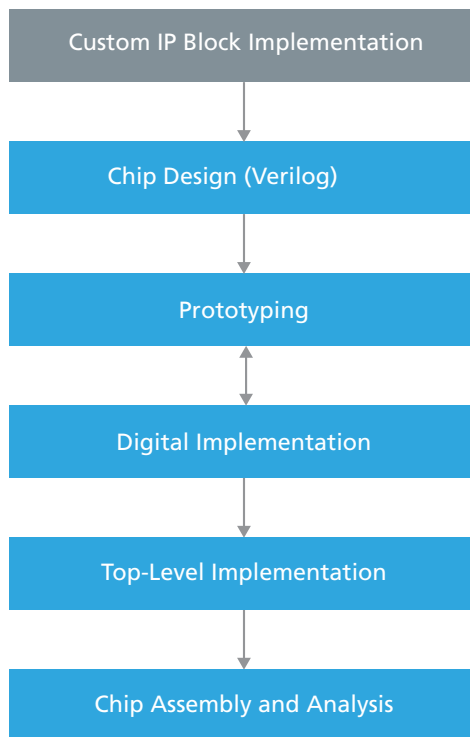 Custom IP Block Implementation
Chip Design (Verilog)
Prototyping
Digital Implementation
Top-Level Implementation
Chip Assembly and Analysis